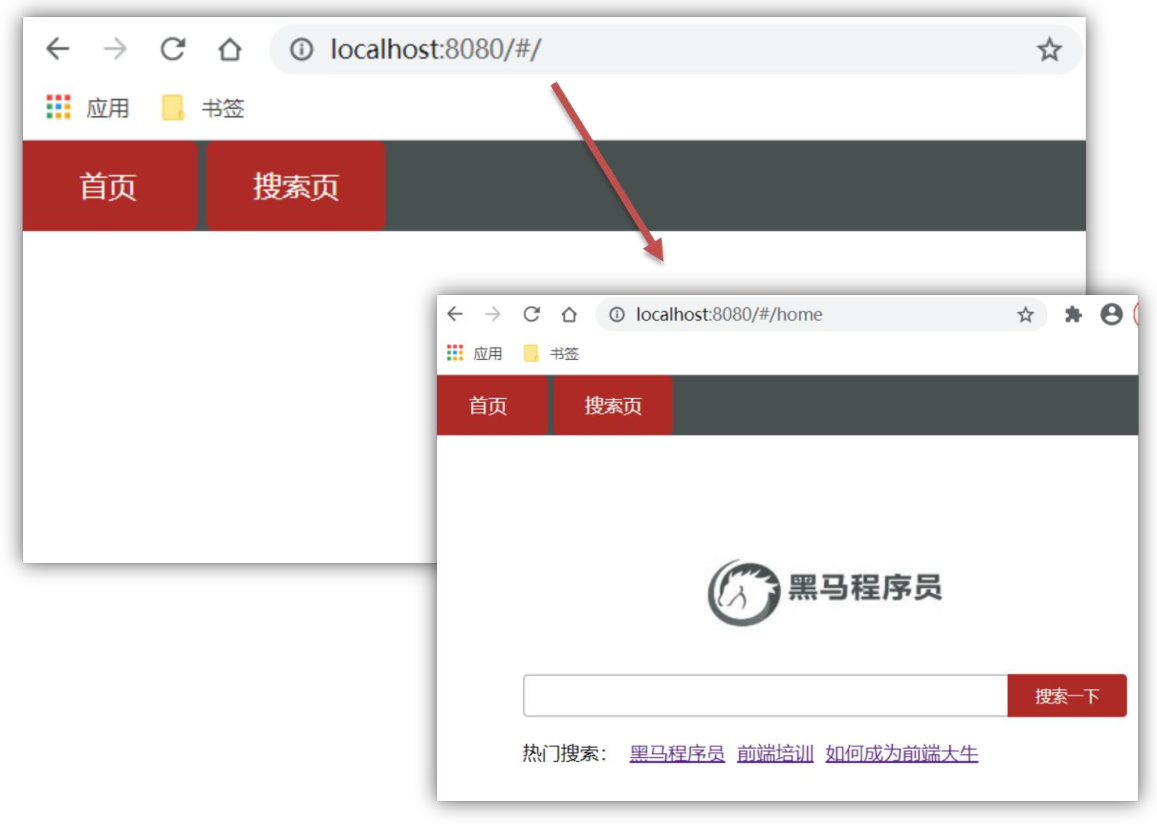 localhost:8080/#/
应用 书签
首页 搜索页
localhost:8080/#/home
应用 书签
首页 搜索页
黑马程序员
搜索一下
热门搜索： 黑马程序员 前端培训 如何成为前端大牛